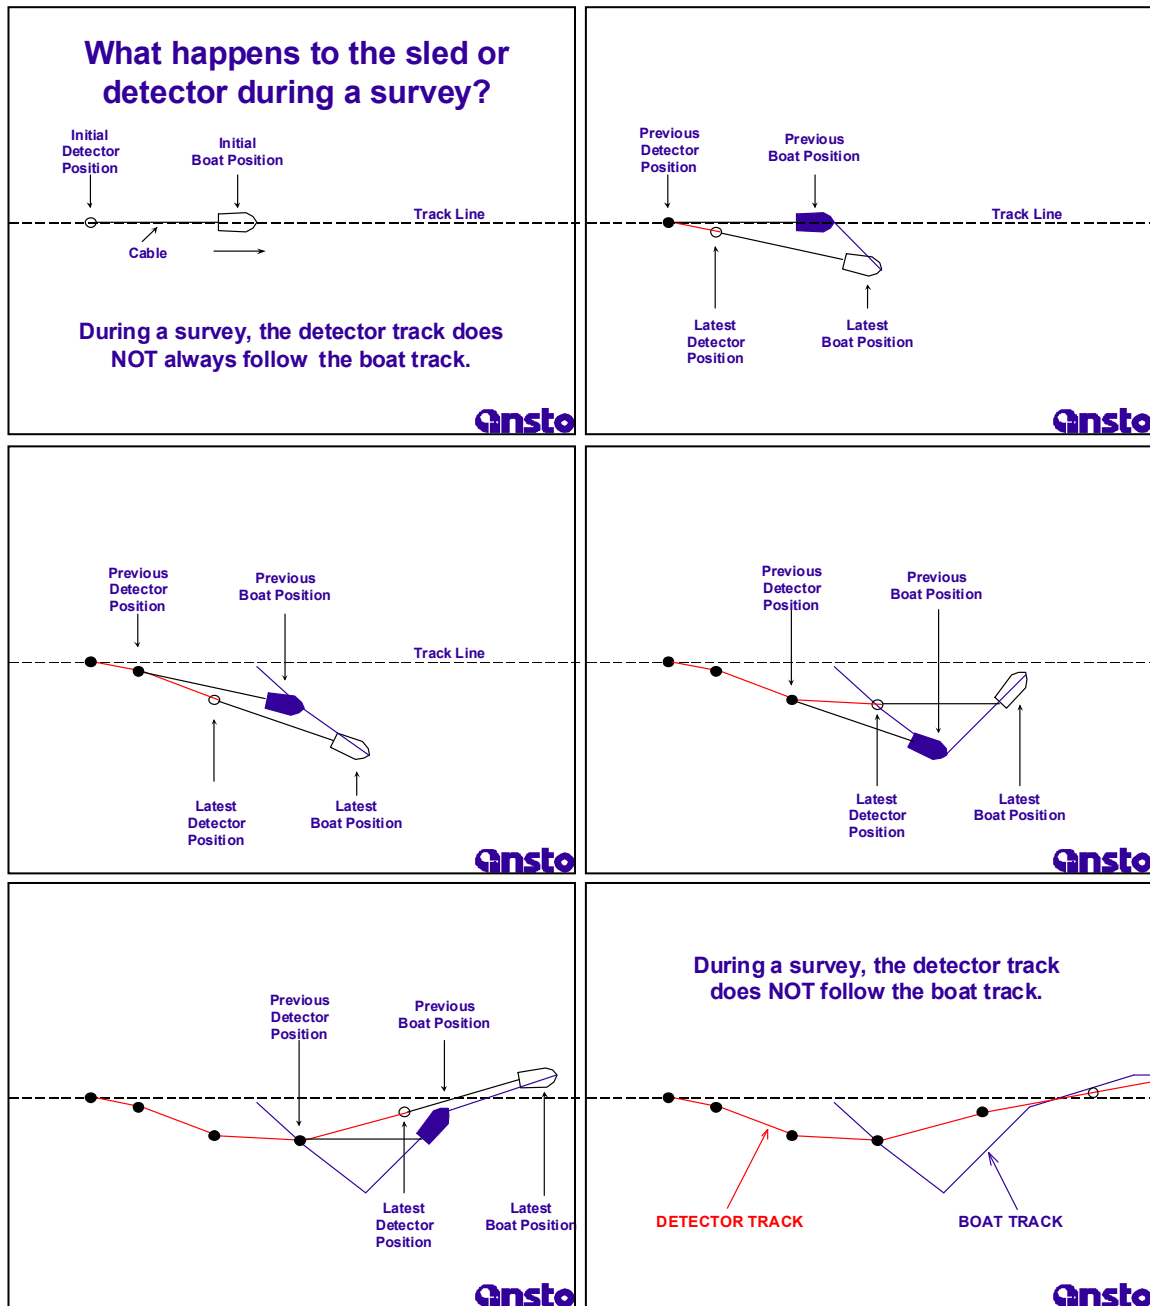 What happens to the sled or
detector during a survey?
Initial
Detector
Position
Initial
Boat Position
Track Line
Cable
During a survey, the detector track does
NOT always follow the boat track.
ansto
Previous
Detector
Position
Previous
Boat Position
Track Line
Latest
Detector
Position
Latest
Boat Position
ansto
Previous
Detector
Position
Previous
Boat Position
Track Line
Latest
Detector
Position
Latest
Boat Position
ansto
Previous
Detector
Position
Previous
Boat Position
Latest
Detector
Position
Latest
Boat Position
ansto
Previous
Detector
Position
Previous
Boat Position
Latest
Detector
Position
Latest
Boat Position
ansto
During a survey, the detector track
does NOT follow the boat track.
DETECTOR TRACK
BOAT TRACK
ansto